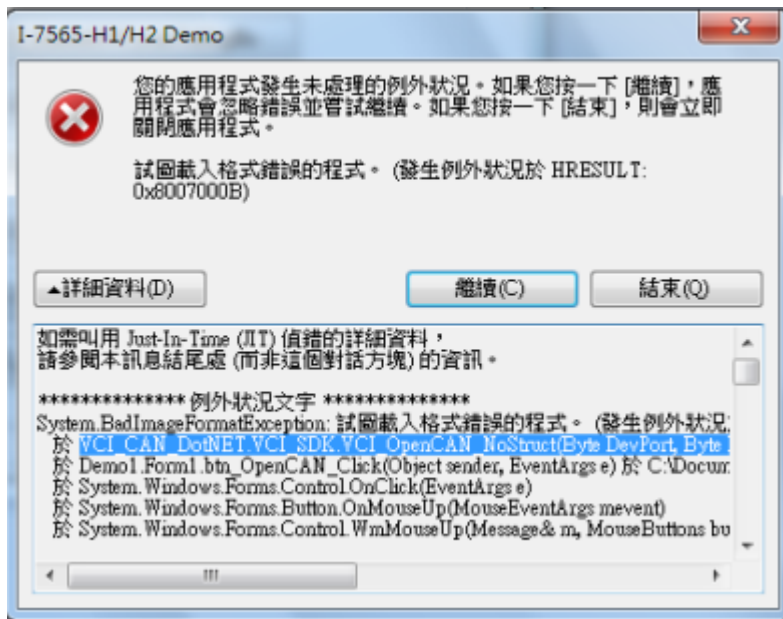 I-7565-H1/H2 Demo
您的應用程式發生未處理的例外狀況。如果您按一下 [繼續]，應
用程式會忽略錯誤並嘗試繼續。如果您按一下 [結束]，則會立即
關閉應用程式。
試圖載入格式錯誤的程式。 (發生例外狀況於 HRESULT:
0x8007000B)
詳細資料(D)
繼續(C)
結束(Q)
如需叫用 Just-In-Time (JIT) 偵錯的詳細資料，
請參閱本訊息結尾處 (而非這個對話方塊) 的資訊。
************** 例外狀況文字 **************
System.BadImageFormatException: 試圖載入格式錯誤的程式。 (發生例外狀況
於 VCI_CAN_DotNET.VCI_SDK.VCI_OpenCAN_NoStruct(Byte DevPort, Byte
於 Demo1.Form1.btn_OpenCAN_Click(Object sender, EventArgs e) 於 C:\Docum
於 System.Windows.Forms.Control.OnClick(EventArgs e)
於 System.Windows.Forms.Button.OnMouseUp(MouseEventArgs mevent)
於 System.Windows.Forms.Control.WmMouseUp(Message& m, MouseButtons bu